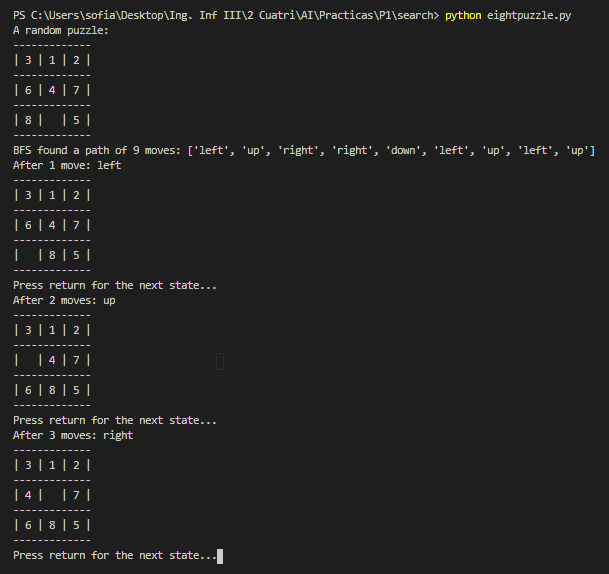 PS C:\Users\sofia\Desktop\Ing. Inf III\2 Cuatri\AI\Practicas\P1\search> python eightpuzzle.py
A random puzzle:
-------------
| 3 | 1 | 2 |
-------------
| 6 | 4 | 7 |
-------------
| 8 |   | 5 |
-------------
BFS found a path of 9 moves: ['left', 'up', 'right', 'right', 'down', 'left', 'up', 'left', 'up']
After 1 move: left
-------------
| 3 | 1 | 2 |
-------------
| 6 | 4 | 7 |
-------------
|   | 8 | 5 |
-------------
Press return for the next state...
After 2 moves: up
-------------
| 3 | 1 | 2 |
-------------
|   | 4 | 7 |
-------------
| 6 | 8 | 5 |
-------------
Press return for the next state...
After 3 moves: right
-------------
| 3 | 1 | 2 |
-------------
| 4 |   | 7 |
-------------
| 6 | 8 | 5 |
-------------
Press return for the next state...